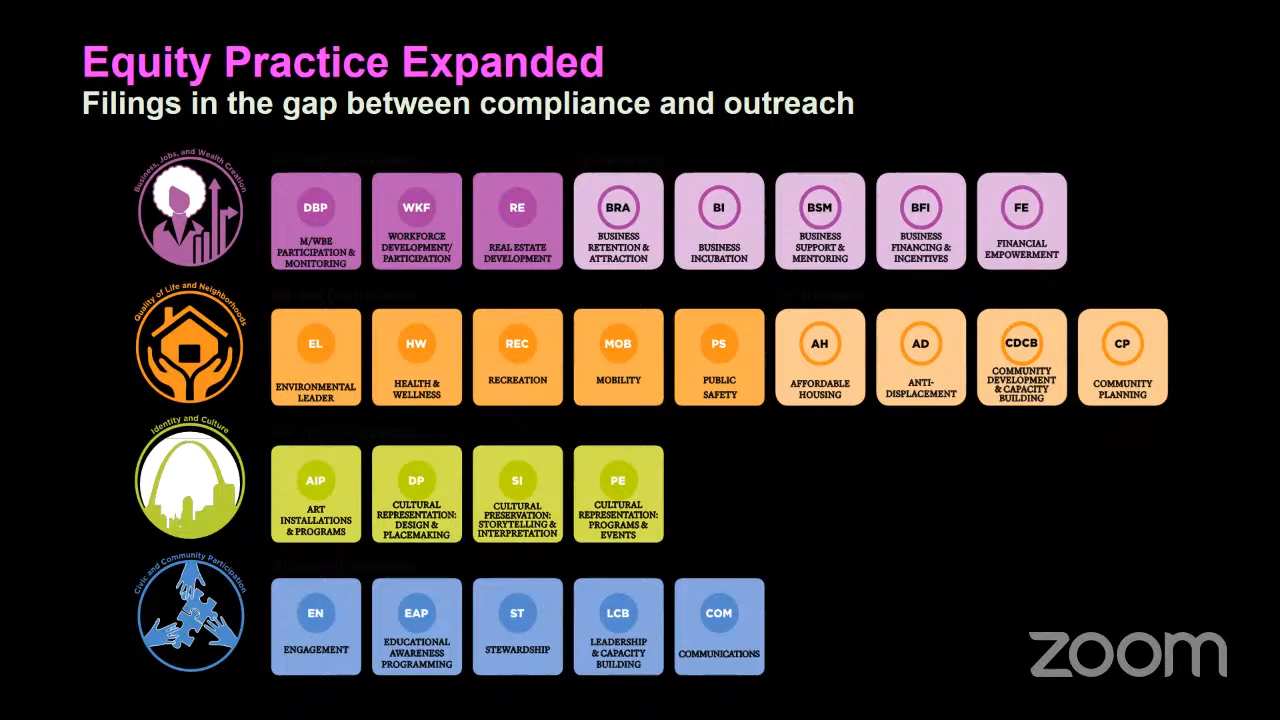 Equity Practice Expanded
Filings in the gap between compliance and outreach
Business, Jobs, and Wealth Creation
DBP
M/WBE
PARTICIPATION &
MONITORING
WKF
WORKFORCE
DEVELOPMENT/
PARTICIPATION
RE
REAL ESTATE
DEVELOPMENT
BRA
BUSINESS
RETENTION &
ATTRACTION
BI
BUSINESS
INCUBATION
BSM
BUSINESS
SUPPORT &
MENTORING
BFI
BUSINESS
FINANCING &
INCENTIVES
FE
FINANCIAL
EMPOWERMENT
Quality of Life and Neighborhoods
EL
ENVIRONMENTAL
LEADER
HW
HEALTH &
WELLNESS
REC
RECREATION
MOB
MOBILITY
PS
PUBLIC
SAFETY
AH
AFFORDABLE
HOUSING
AD
ANTI-
DISPLACEMENT
CDCB
COMMUNITY
DEVELOPMENT
& CAPACITY
BUILDING
CP
COMMUNITY
PLANNING
Identity and Culture
AIP
ART
INSTALLATIONS
& PROGRAMS
DP
CULTURAL
REPRESENTATION:
DESIGN &
PLACEMAKING
SI
CULTURAL
PRESERVATION:
STORYTELLING &
INTERPRETATION
PE
CULTURAL
REPRESENTATION:
PROGRAMS &
EVENTS
Civic and Community Participation
EN
ENGAGEMENT
EAP
EDUCATIONAL
AWARENESS
PROGRAMMING
ST
STEWARDSHIP
LCB
LEADERSHIP
& CAPACITY
BUILDING
COM
COMMUNICATIONS
zoom